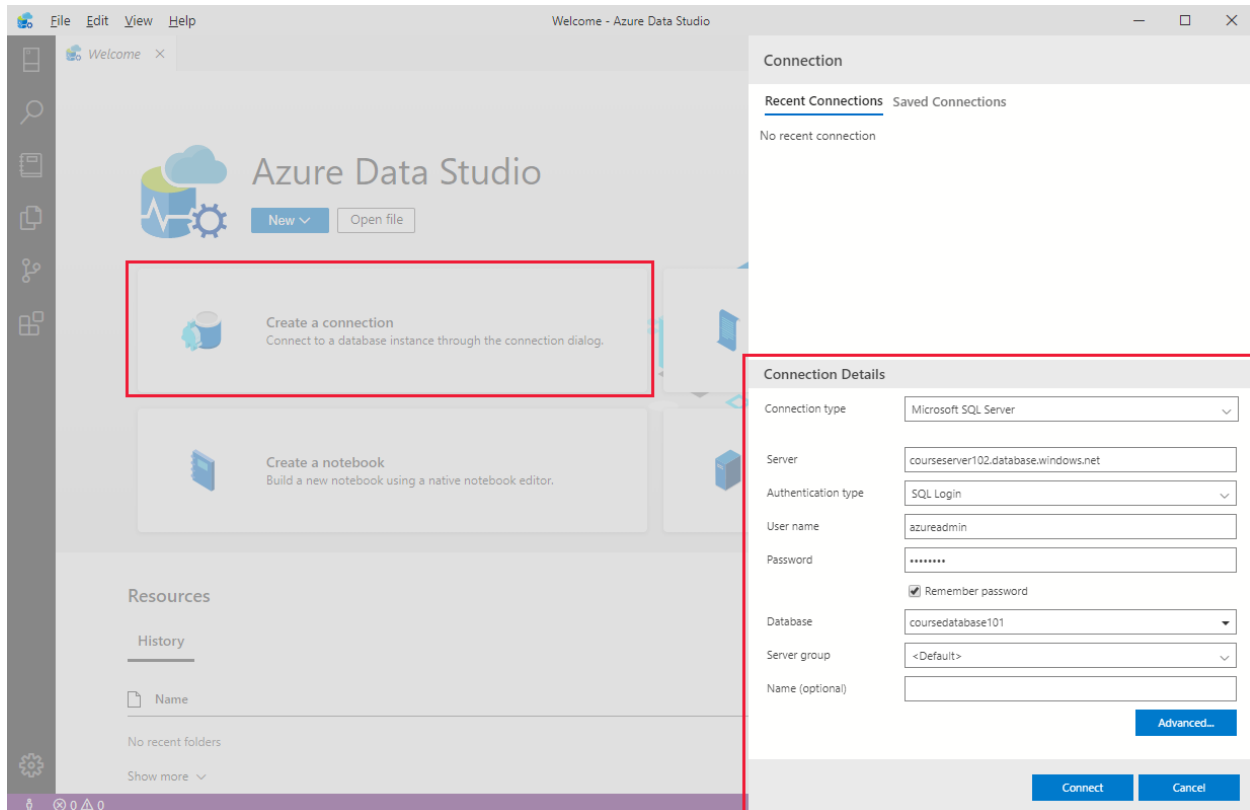 File Edit View Help
Welcome - Azure Data Studio
Welcome
Azure Data Studio
New
Open file
Create a connection
Connect to a database instance through the connection dialog.
Create a notebook
Build a new notebook using a native notebook editor.
Resources
History
Name
No recent folders
Show more
0 0
Connection
Recent Connections Saved Connections
No recent connection
Connection Details
Connection type Microsoft SQL Server
Server courseserver102.database.windows.net
Authentication type SQL Login
User name azureadmin
Password ••••••••
Remember password
Database coursedatabase101
Server group <Default>
Name (optional)
Advanced...
Connect Cancel